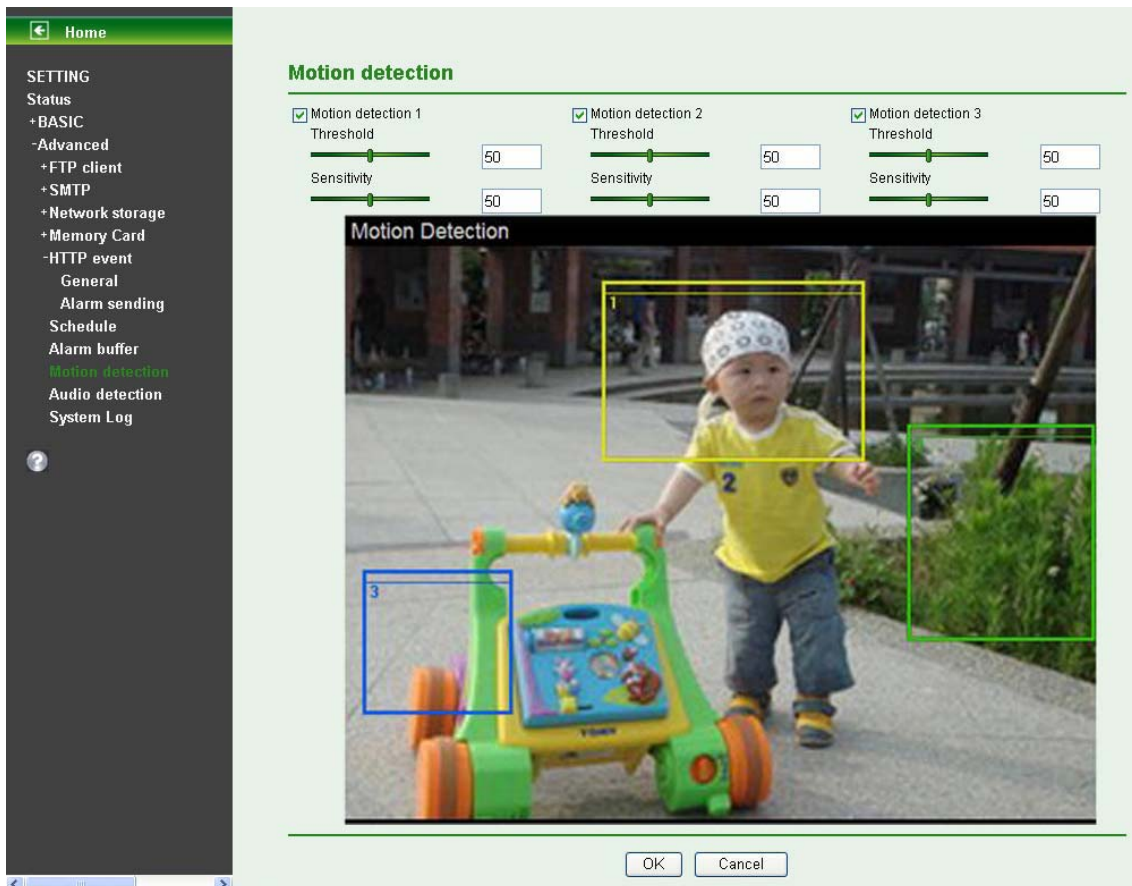 Home
SETTING
Status
+BASIC
-Advanced
+FTP client
+SMTP
+Network storage
+Memory Card
-HTTP event
General
Alarm sending
Schedule
Alarm buffer
Motion detection
Audio detection
System Log
Motion detection
Motion detection 1
Threshold
50
Sensitivity
50
Motion detection 2
Threshold
50
Sensitivity
50
Motion detection 3
Threshold
50
Sensitivity
50
Motion Detection
1
2
3
TOMY
OK
Cancel